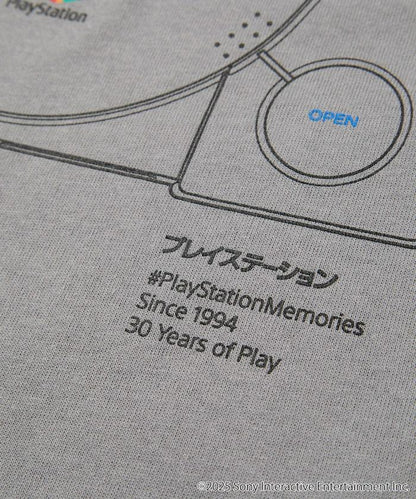 PlayStation
OPEN
プレイステーション
#PlayStationMemories
Since 1994
30 Years of Play
©2025 Sony Interactive Entertainment Inc.